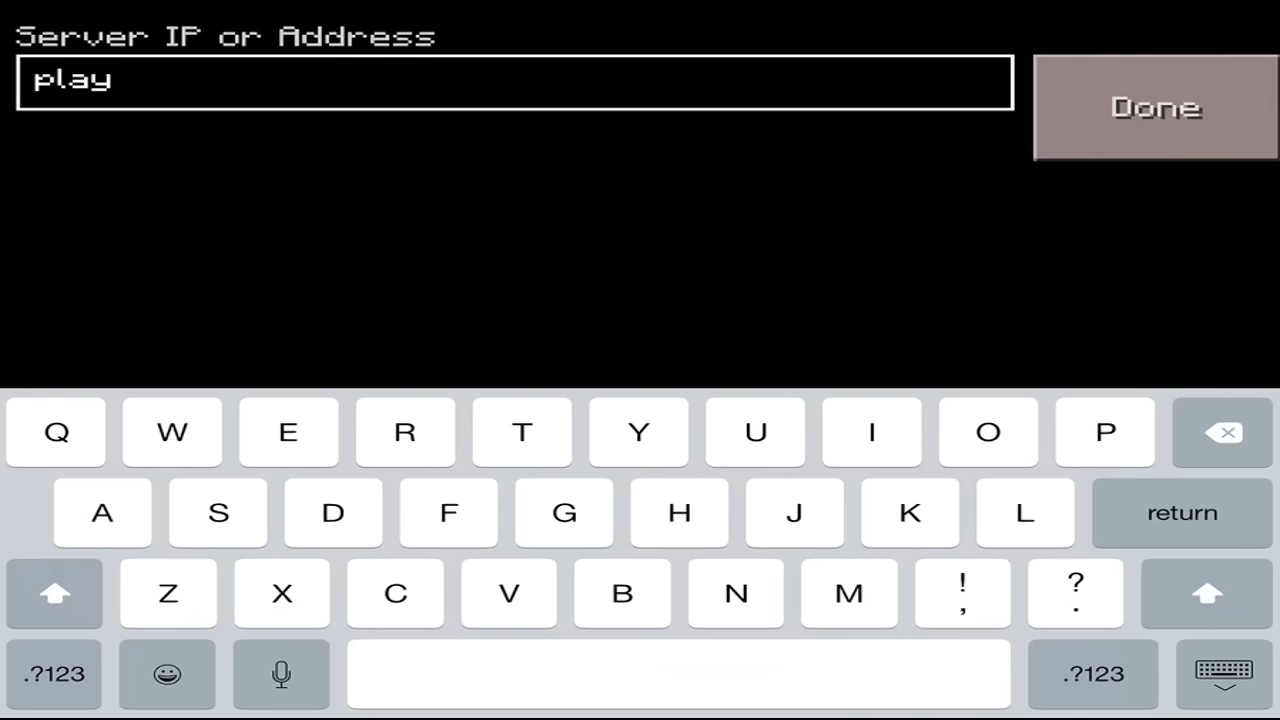 Server IP or Address
play
Done
Q W E R T Y U I O P
A S D F G H J K L return
Z X C V B N M ! , ? .
.?123 .?123